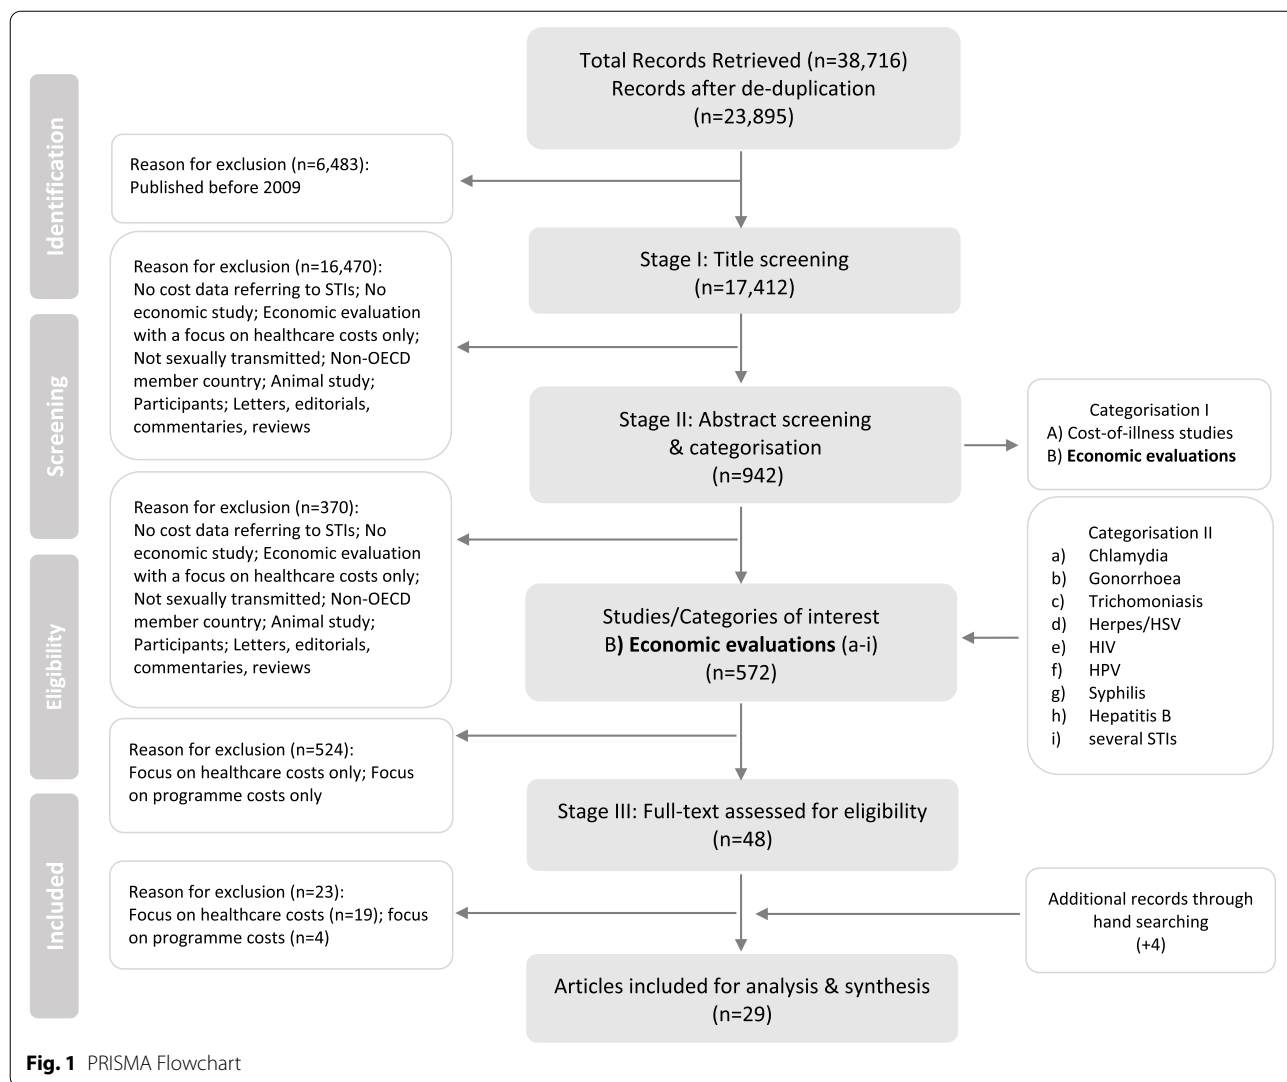 Total Records Retrieved (n=38,716)
Records after de-duplication
(n=23,895)
Identification
Reason for exclusion (n=6,483):
Published before 2009
Stage I: Title screening
(n=17,412)
Reason for exclusion (n=16,470):
No cost data referring to STIs; No
economic study; Economic evaluation
with a focus on healthcare costs only;
Not sexually transmitted; Non-OECD
member country; Animal study;
Participants; Letters, editorials,
commentaries, reviews
Screening
Stage II: Abstract screening
& categorisation
(n=942)
Categorisation I
A) Cost-of-illness studies
B) Economic evaluations
Reason for exclusion (n=370):
No cost data referring to STIs; No
economic study; Economic evaluation
with a focus on healthcare costs only;
Not sexually transmitted; Non-OECD
member country; Animal study;
Participants; Letters, editorials,
commentaries, reviews
Categorisation II
a) Chlamydia
b) Gonorrhoea
c) Trichomoniasis
d) Herpes/HSV
e) HIV
f) HPV
g) Syphilis
h) Hepatitis B
i) several STIs
Eligibility
Studies/Categories of interest
B) Economic evaluations (a-i)
(n=572)
Reason for exclusion (n=524):
Focus on healthcare costs only; Focus
on programme costs only
Stage III: Full-text assessed for eligibility
(n=48)
Included
Reason for exclusion (n=23):
Focus on healthcare costs (n=19); focus
on programme costs (n=4)
Additional records through
hand searching
(+4)
Articles included for analysis & synthesis
(n=29)
Fig. 1 PRISMA Flowchart